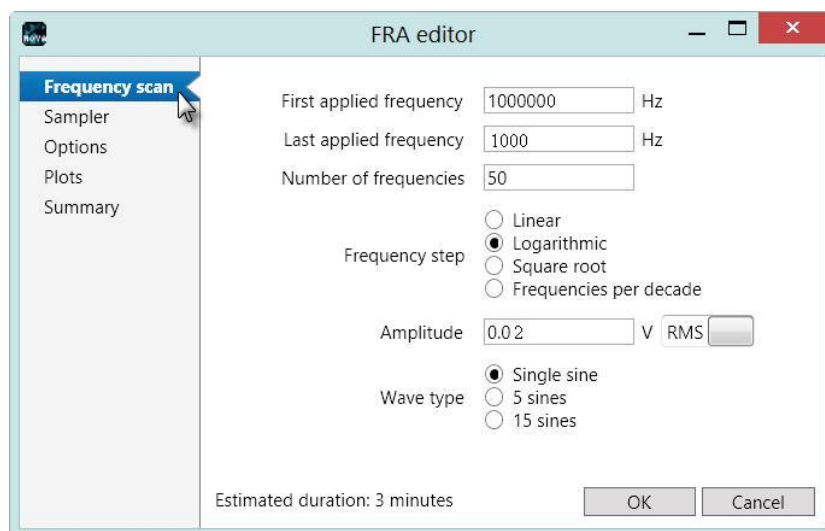 FRA editor
Frequency scan
Sampler
Options
Plots
Summary
First applied frequency 1000000 Hz
Last applied frequency 1000 Hz
Number of frequencies 50
Frequency step
Linear
Logarithmic
Square root
Frequencies per decade
Amplitude 0.02 V RMS
Wave type
Single sine
5 sines
15 sines
Estimated duration: 3 minutes
OK Cancel